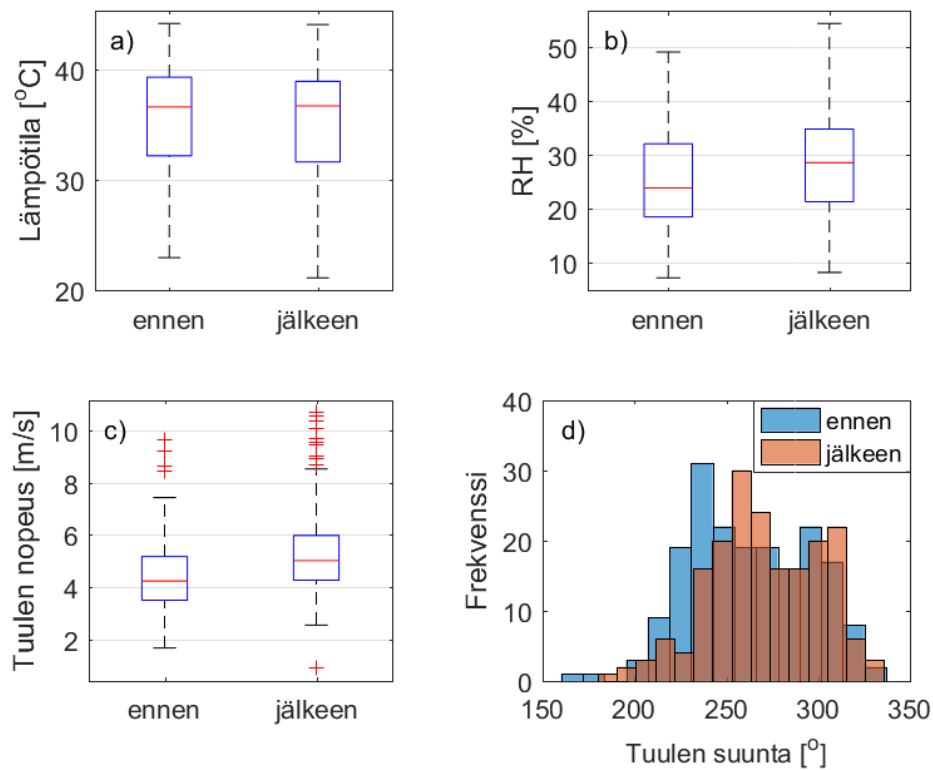 a)
Lämpötila [°C]
40
30
20
ennen jälkeen
b)
RH [%]
50
40
30
20
10
ennen jälkeen
c)
Tuulen nopeus [m/s]
10
8
6
4
2
ennen jälkeen
d)
ennen
jälkeen
Frekvenssi
40
30
20
10
0
150 200 250 300 350
Tuulen suunta [°]